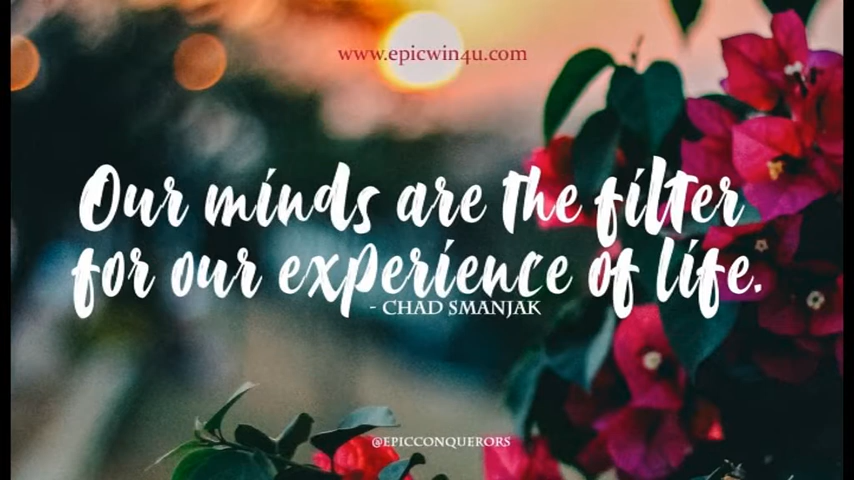 www.epicwin4u.com
Our minds are the filter
for our experience of life.
- CHAD SMANJAK
@EPICCONQUERORS